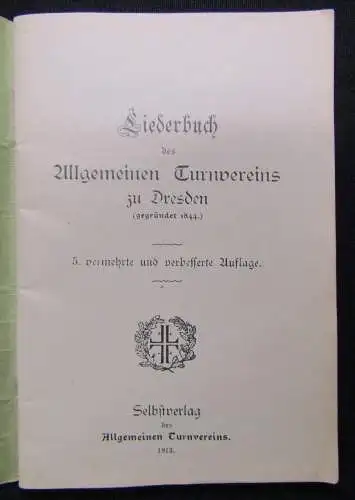 Liederbuch
des
Allgemeinen Turnvereins
zu Dresden
(gegründet 1844.)
5. vermehrte und verbesserte Auflage.
Selbstverlag
des
Allgemeinen Turnvereins.
1913.